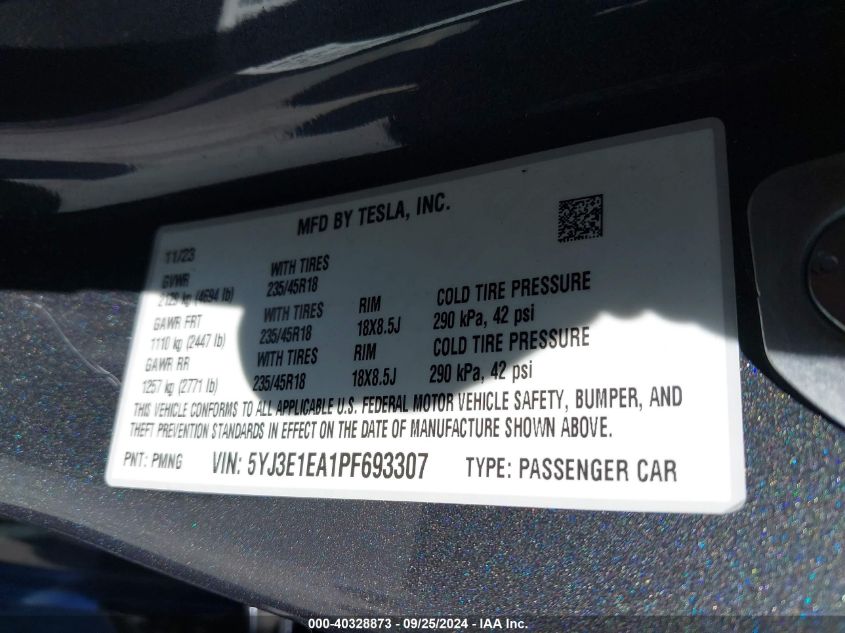 MFD BY TESLA, INC.
11/23
GVWR WITH TIRES
2129 kg (4694 lb) 235/45R18
GAWR FRT WITH TIRES RIM COLD TIRE PRESSURE
1110 kg (2447 lb) 235/45R18 18X8.5J 290 kPa, 42 psi
GAWR RR WITH TIRES RIM COLD TIRE PRESSURE
1257 kg (2771 lb) 235/45R18 18X8.5J 290 kPa, 42 psi
THIS VEHICLE CONFORMS TO ALL APPLICABLE U.S. FEDERAL MOTOR VEHICLE SAFETY, BUMPER, AND
THEFT PREVENTION STANDARDS IN EFFECT ON THE DATE OF MANUFACTURE SHOWN ABOVE.
PNT: PMNG VIN: 5YJ3E1EA1PF693307 TYPE: PASSENGER CAR
000-40328873 - 09/25/2024 - IAA Inc.